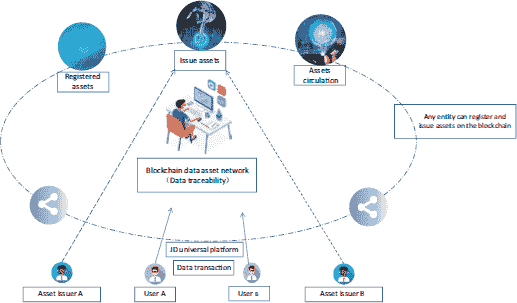 Registered
assets
Issue assets
Assets
circulation
Any entity can register and
issue assets on the blockchain
Blockchain data asset network
(Data traceability)
JD universal platform
Data transaction
Asset Issuer A
User A
User B
Asset Issuer B